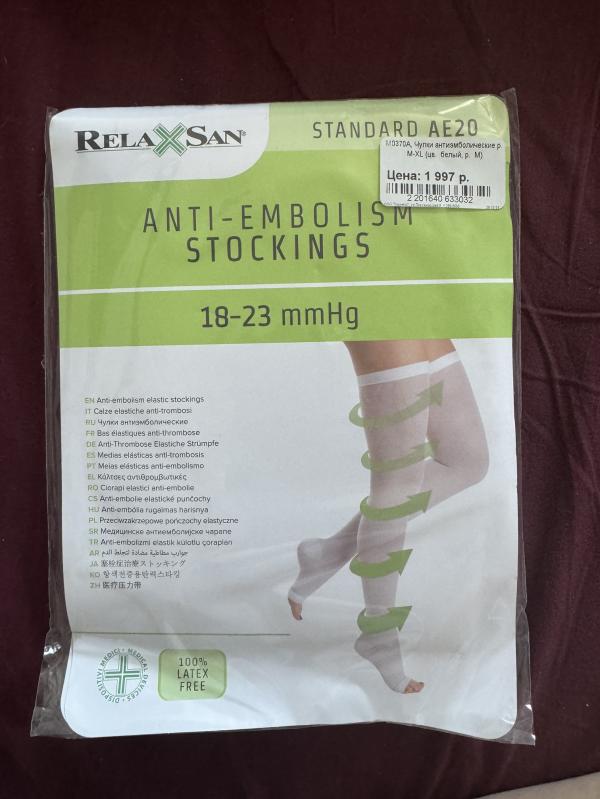 RELAXSAN®
STANDARD AE20
M0370A, Чулки антиэмболические р.
M-XL (цв. белый, р. M)
Цена: 1 997 р.
2 201640 633032
ANTI-EMBOLISM
STOCKINGS
18-23 mmHg
EN Anti-embolism elastic stockings
IT Calze elastiche anti-trombosi
RU Чулки антиэмболические
FR Bas élastiques anti-thrombose
DE Anti-Thrombose Elastiche Strümpfe
ES Medias elásticas anti-trombosis
PT Meias elásticas anti-embolismo
EL Κάλτσες αντιθρομβωτικές
RO Ciorapi elastici anti-embolie
CS Anti-embolie elastické punčochy
HU Anti-embólia rugalmas harisnya
PL Przeciwzakrzepowe pończochy elastyczne
SR Медицинске антиемболијске чарапе
TR Anti-embolizmi elastik külotlu çorapları
AR جوارب مطاطية مضادة لتجلط الدم
JA 塞栓症治療ストッキング
KO 항색전증용탄력스타킹
ZH 医疗压力带
DISPOSITIVI MEDICI • MEDICAL DEVICES •
100%
LATEX
FREE